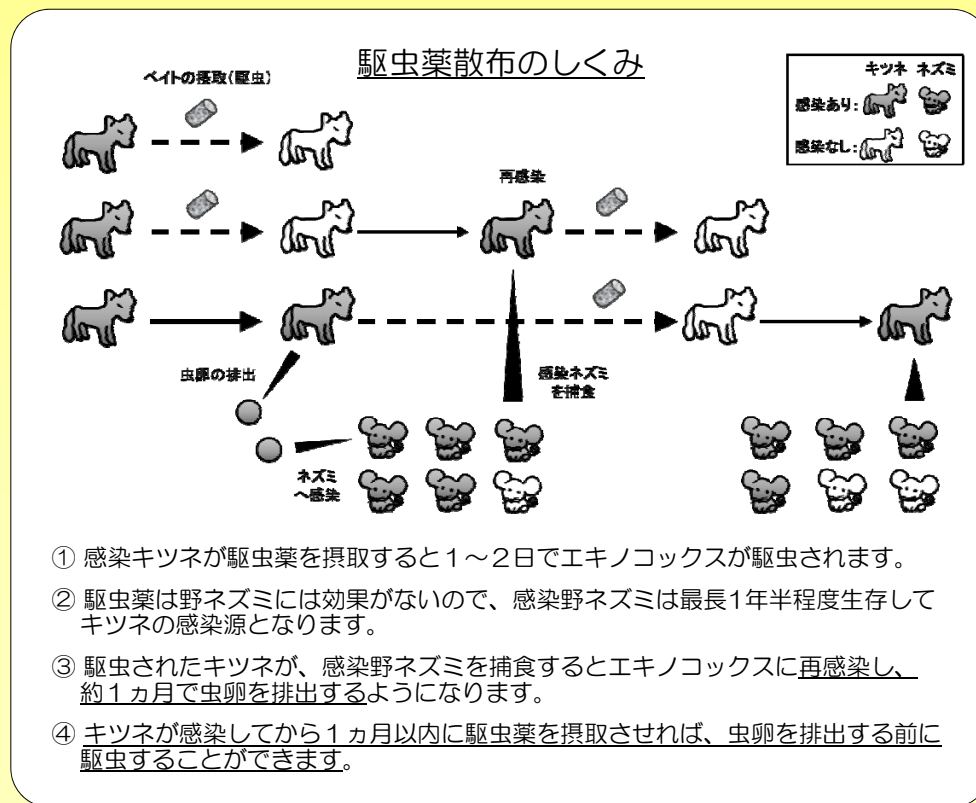 駆虫薬散布のしくみ
ベイトの摂取(駆虫)
キツネ ネズミ
感染あり:
感染なし:
再感染
虫卵の排出
感染ネズミ
を捕食
ネズミ
へ感染
① 感染キツネが駆虫薬を摂取すると1～2日でエキノコックスが駆虫されます。
② 駆虫薬は野ネズミには効果がないので、感染野ネズミは最長1年半程度生存して
キツネの感染源となります。
③ 駆虫されたキツネが、感染野ネズミを捕食するとエキノコックスに再感染し、
約1ヵ月で虫卵を排出するようになります。
④ キツネが感染してから1ヵ月以内に駆虫薬を摂取させれば、虫卵を排出する前に
駆虫することができます。